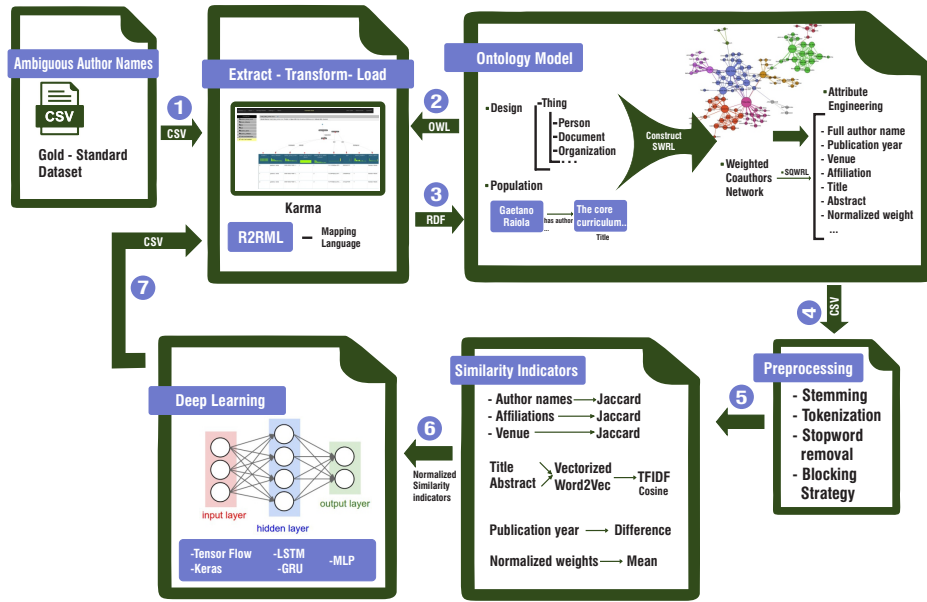 Ambiguous Author Names
CSV
Gold - Standard
Dataset
1
CSV
Extract - Transform- Load
Karma
R2RML
Mapping
Language
2
OWL
3
RDF
Ontology Model
Design
-Thing
- Person
- Document
- Organization
- . . .
Population
Gaetano
Raiola
has author
...
The core
curriculum..
Title
Construct
SWRL
Weighted
Coauthors
Network
SQWRL
Attribute
Engineering
- Full author name
- Publication year
- Venue
- Affiliation
- Title
- Abstract
- Normalized weight
...
4
CSV
Preprocessing
- Stemming
- Tokenization
- Stopword
removal
- Blocking
Strategy
5
Similarity Indicators
- Author names Jaccard
- Affiliations Jaccard
- Venue Jaccard
Title
Abstract
Vectorized
Word2Vec
TFIDF
Cosine
Publication year Difference
Normalized weights Mean
6
Normalized
Similarity
indicators
Deep Learning
input layer
hidden layer
output layer
-Tensor Flow
-Keras
-LSTM
-GRU
-MLP
7
CSV